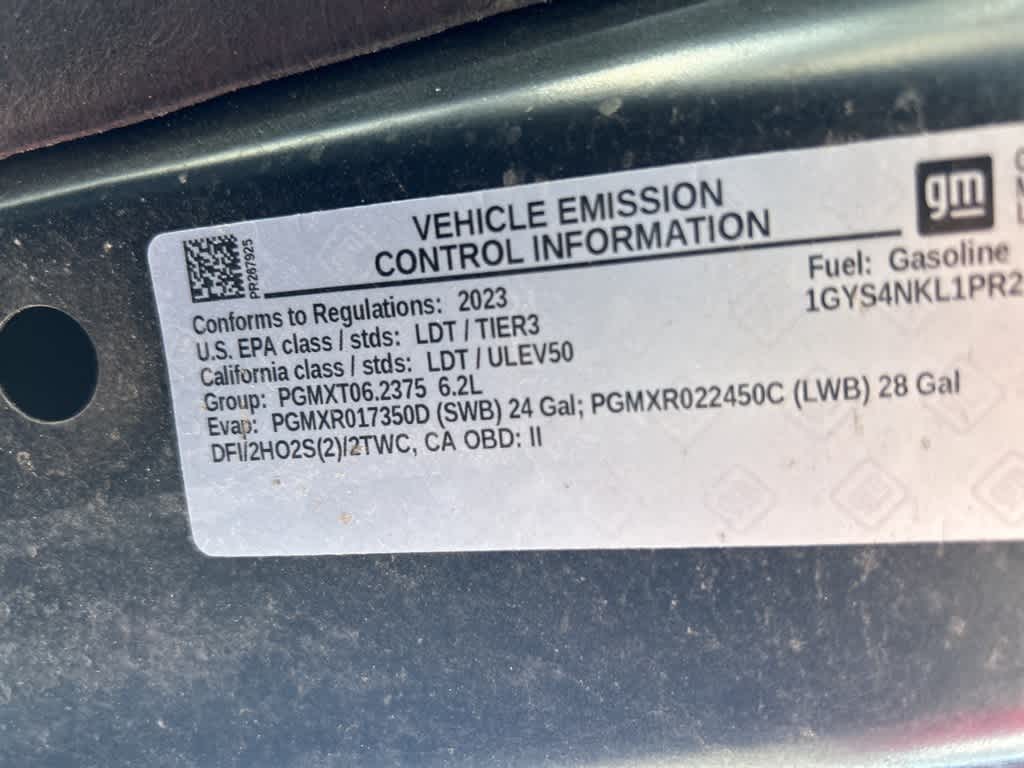 VEHICLE EMISSION
CONTROL INFORMATION
gm
PR267925
Fuel: Gasoline
1GYS4NKL1PR2
Conforms to Regulations: 2023
U.S. EPA class / stds: LDT / TIER3
California class / stds: LDT / ULEV50
Group: PGMXT06.2375 6.2L
Evap: PGMXR017350D (SWB) 24 Gal; PGMXR022450C (LWB) 28 Gal
DFI/2HO2S(2)/2TWC, CA OBD: II